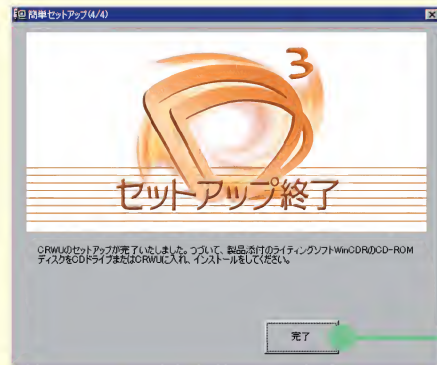 簡単セットアップ(4/4)
3
セットアップ終了
CRWUのセットアップが完了いたしました。つづいて、製品添付のライティングソフトWinCDRのCD-ROM
ディスクをCDドライブまたはCRWUに入れ、インストールをしてください。
完了